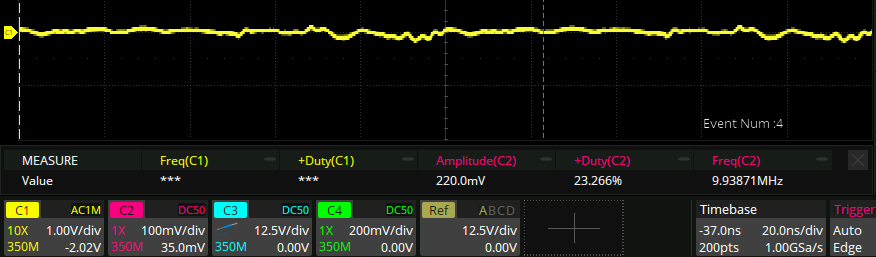 C1
Event Num :4
MEASURE Freq(C1) +Duty(C1) Amplitude(C2) +Duty(C2) Freq(C2)
Value *** *** 220.0mV 23.266% 9.93871MHz
C1 AC1M C2 DC50 C3 DC50 C4 DC50 Ref ABCD Timebase Trigger
10X 1.00V/div 1X 100mV/div 12.5V/div 1X 200mV/div 12.5V/div -37.0ns 20.0ns/div Auto
350M -2.02V 350M 35.0mV 350M 0.00V 350M 0.00V 0.00V 200pts 1.00GSa/s Edge